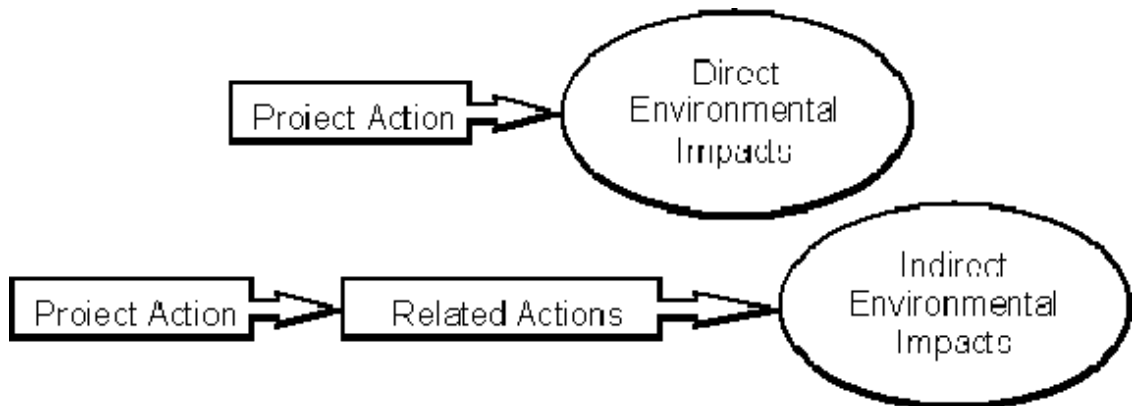 Project Action
Direct
Environmental
Impacts
Project Action
Related Actions
Indirect
Environmental
Impacts